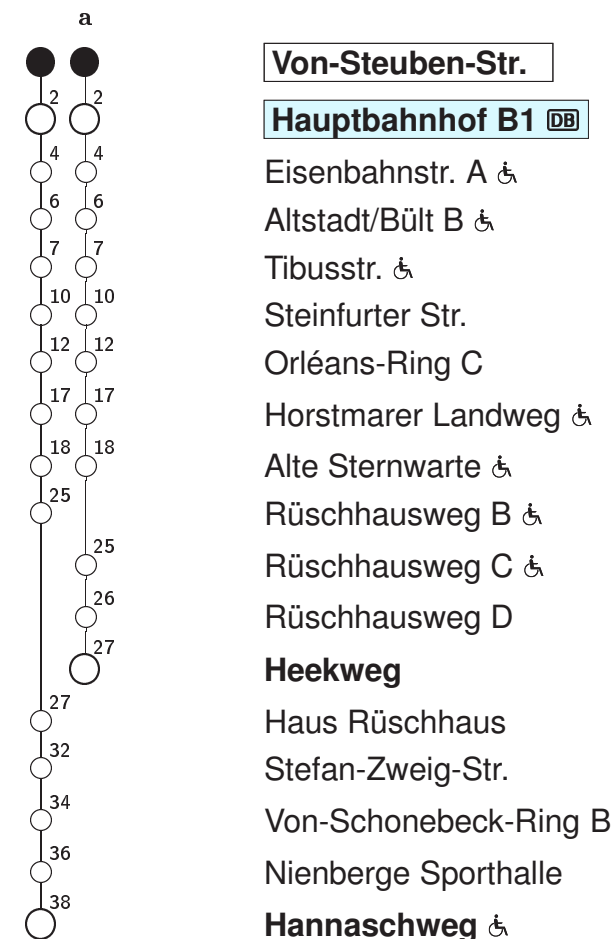 a
Von-Steuben-Str.
2 2 Hauptbahnhof B1 DB
4 4 Eisenbahnstr. A
6 6 Altstadt/Bült B
7 7 Tibusstr.
10 10 Steinfurter Str.
12 12 Orléans-Ring C
17 17 Horstmarer Landweg
18 18 Alte Sternwarte
25 Rüschhausweg B
25 Rüschhausweg C
26 Rüschhausweg D
27 Heekweg
27 Haus Rüschhaus
32 Stefan-Zweig-Str.
34 Von-Schonebeck-Ring B
36 Nienberge Sporthalle
38 Hannaschweg